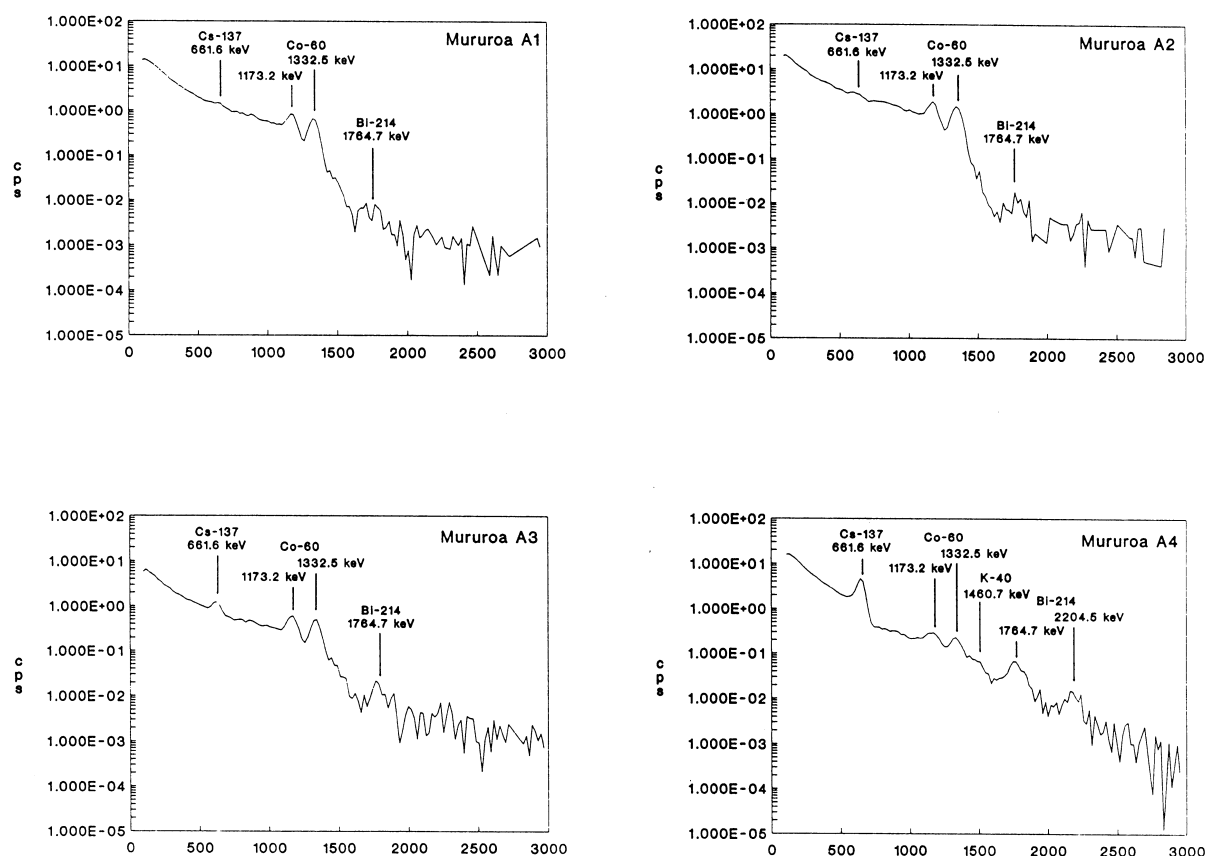 Mururoa A1
1.000E+02
1.000E+01
1.000E+00
1.000E-01
1.000E-02
1.000E-03
1.000E-04
1.000E-05
cps
Cs-137
661.6 keV
Co-60
1332.5 keV
1173.2 keV
Bi-214
1764.7 keV
0 500 1000 1500 2000 2500 3000
Mururoa A2
1.000E+02
1.000E+01
1.000E+00
1.000E-01
1.000E-02
1.000E-03
1.000E-04
1.000E-05
cps
Cs-137
661.6 keV
Co-60
1332.5 keV
1173.2 keV
Bi-214
1764.7 keV
0 500 1000 1500 2000 2500 3000
Mururoa A3
1.000E+02
1.000E+01
1.000E+00
1.000E-01
1.000E-02
1.000E-03
1.000E-04
1.000E-05
cps
Cs-137
661.6 keV
Co-60
1332.5 keV
1173.2 keV
Bi-214
1764.7 keV
0 500 1000 1500 2000 2500 3000
Mururoa A4
1.000E+02
1.000E+01
1.000E+00
1.000E-01
1.000E-02
1.000E-03
1.000E-04
1.000E-05
cps
Cs-137
661.6 keV
Co-60
1332.5 keV
1173.2 keV
K-40
1460.7 keV
Bi-214
2204.5 keV
1764.7 keV
0 500 1000 1500 2000 2500 3000